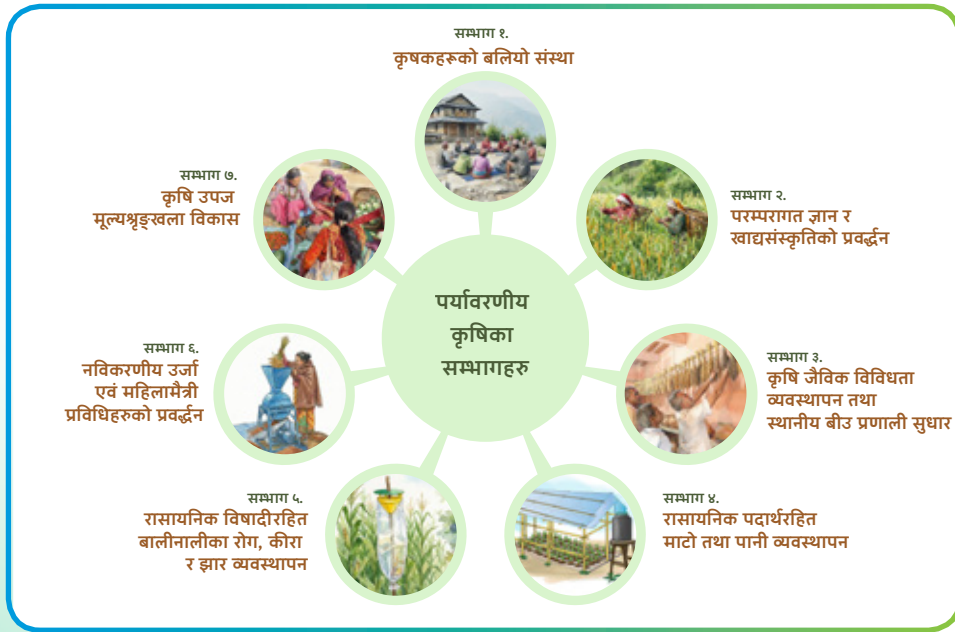 सम्भाग १.
कृषकहरूको बलियो संस्था
सम्भाग २.
परम्परागत ज्ञान र
खाद्यसंस्कृतिको प्रवर्द्धन
सम्भाग ३.
कृषि जैविक विविधता
व्यवस्थापन तथा
स्थानीय बीउ प्रणाली सुधार
सम्भाग ४.
रासायनिक पदार्थरहित
माटो तथा पानी व्यवस्थापन
सम्भाग ५.
रासायनिक विषादीरहित
बालीनालीका रोग, कीरा
र झार व्यवस्थापन
सम्भाग ६.
नविकरणीय उर्जा
एवं महिलामैत्री
प्रविधिहरुको प्रवर्द्धन
सम्भाग ७.
कृषि उपज
मूल्यश्रृङ्खला विकास
पर्यावरणीय
कृषिका
सम्भागहरु